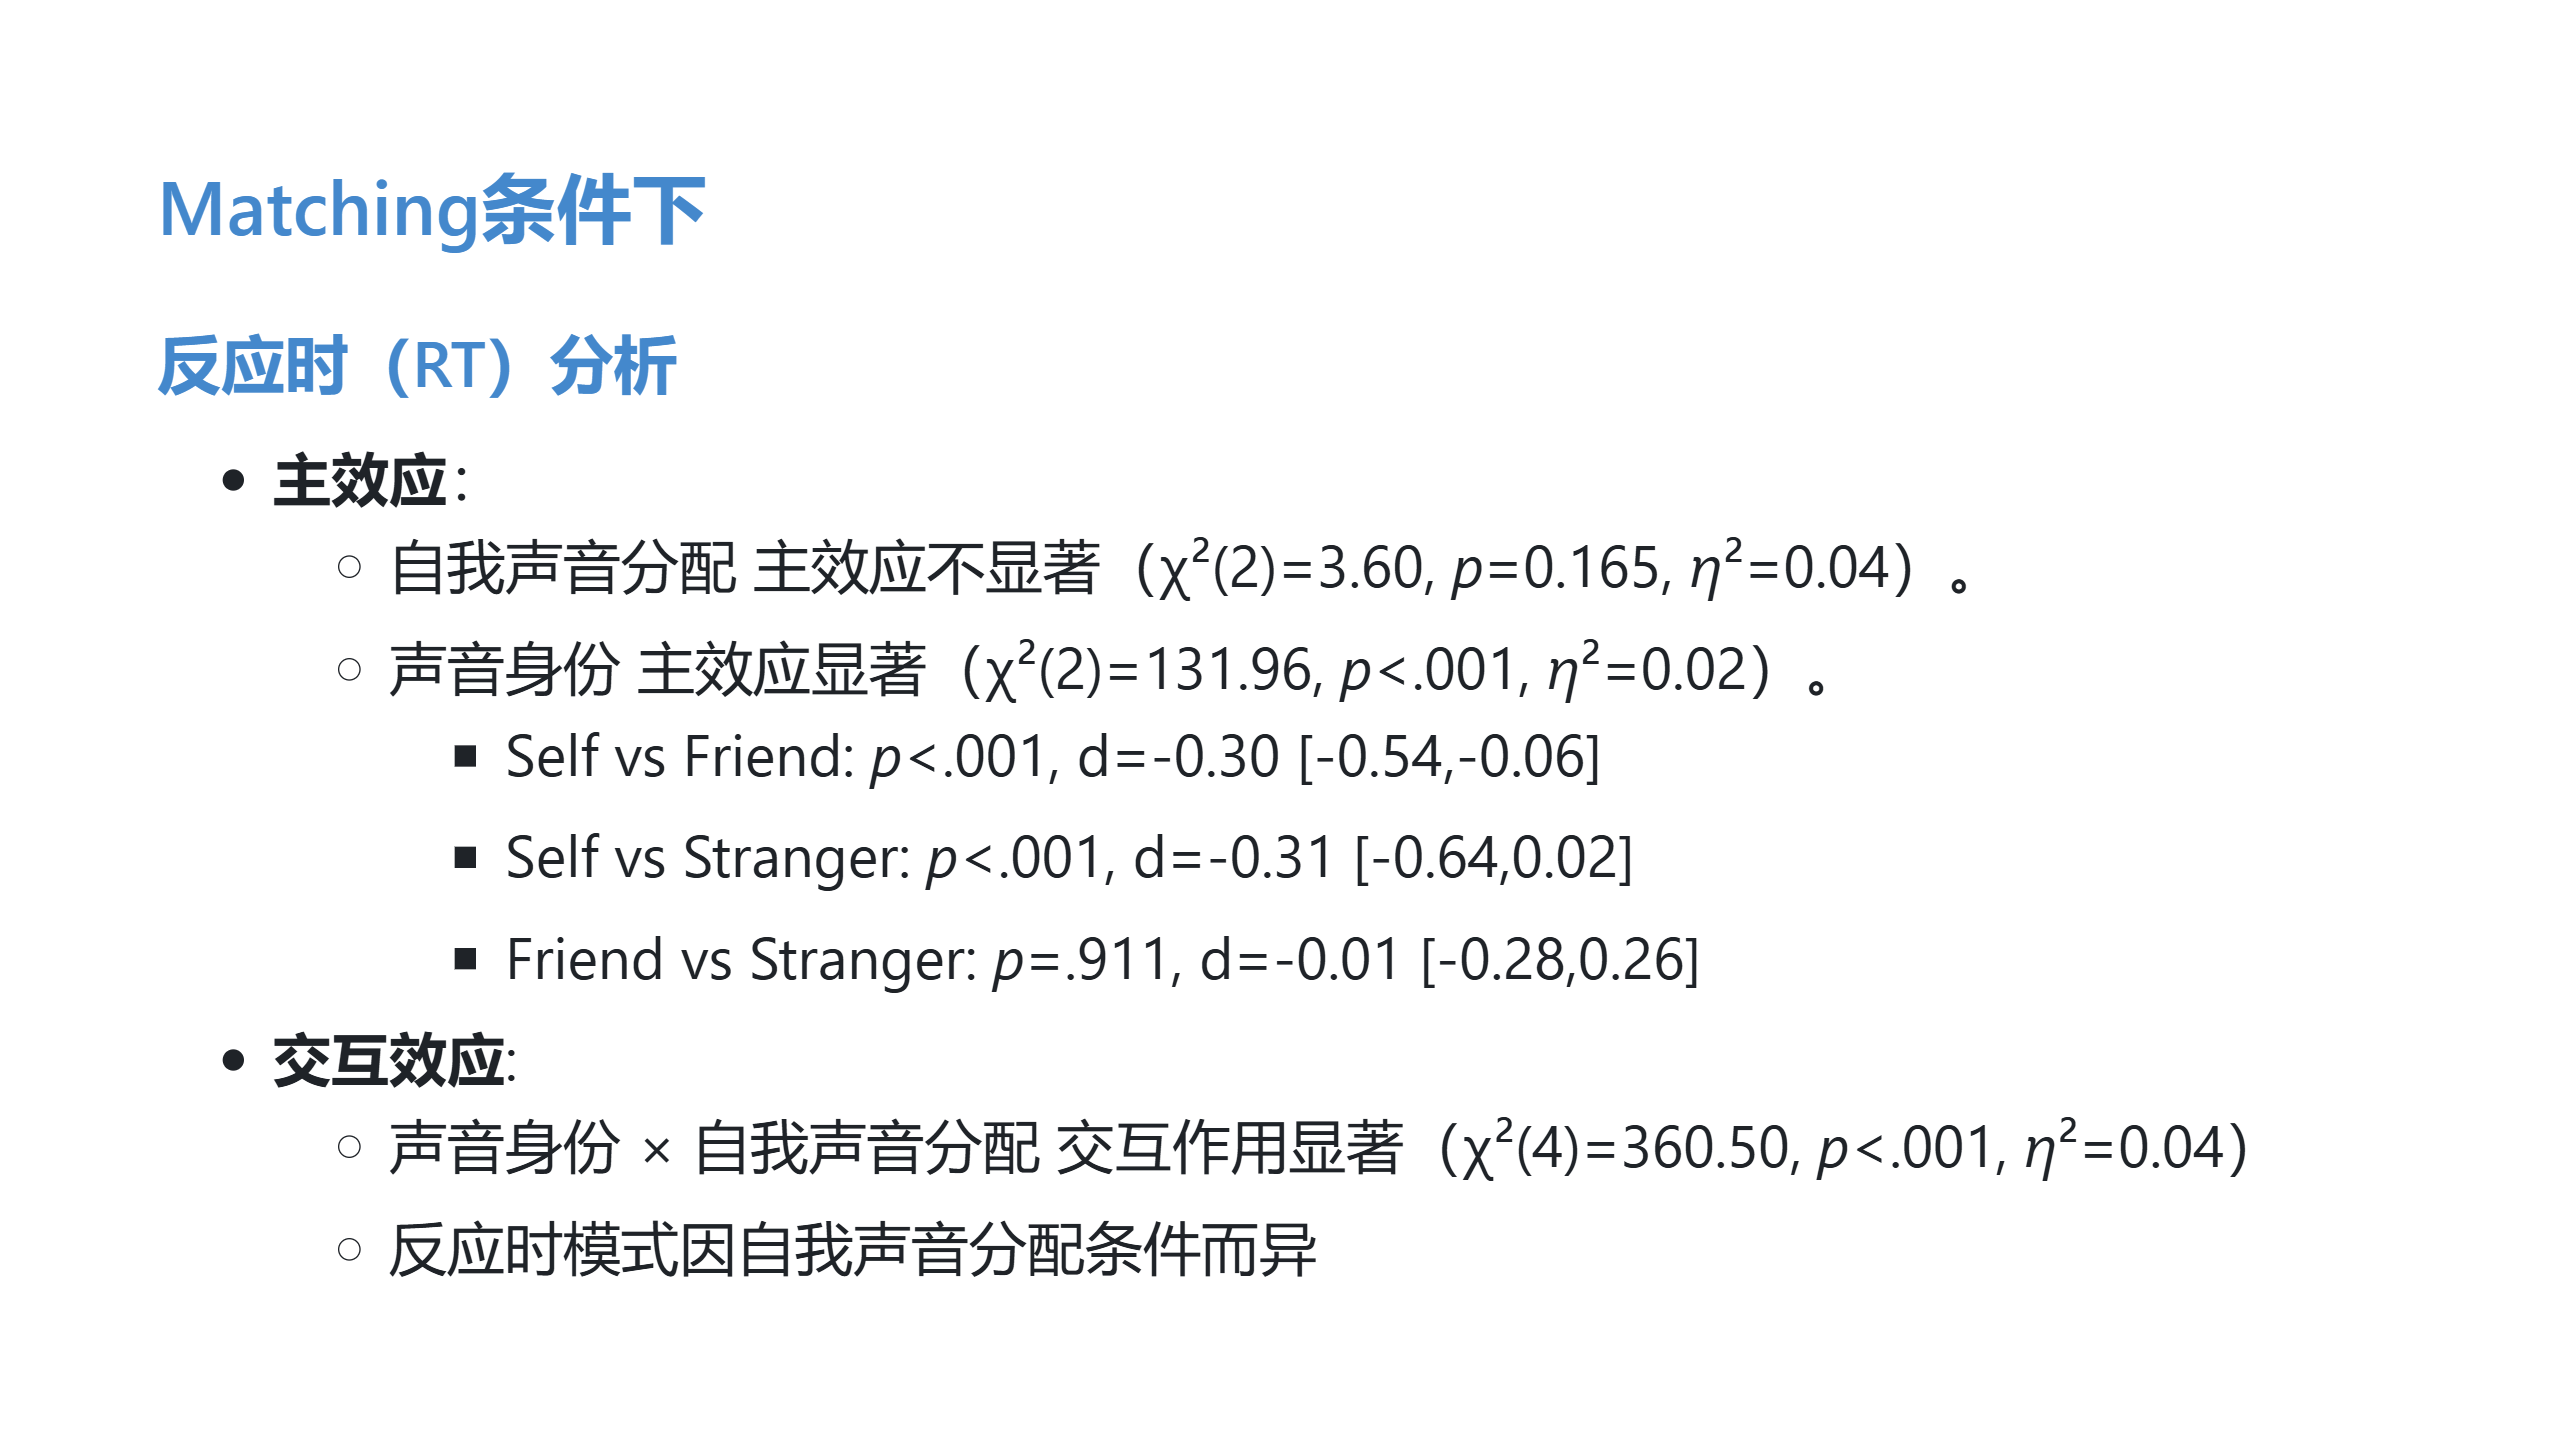 Matching条件下
反应时（RT）分析
主效应：
自我声音分配 主效应不显著（χ²(2)=3.60, p=0.165, η²=0.04）。
声音身份 主效应显著（χ²(2)=131.96, p<.001, η²=0.02）。
Self vs Friend: p<.001, d=-0.30 [-0.54,-0.06]
Self vs Stranger: p<.001, d=-0.31 [-0.64,0.02]
Friend vs Stranger: p=.911, d=-0.01 [-0.28,0.26]
交互效应:
声音身份 × 自我声音分配 交互作用显著（χ²(4)=360.50, p<.001, η²=0.04）
反应时模式因自我声音分配条件而异